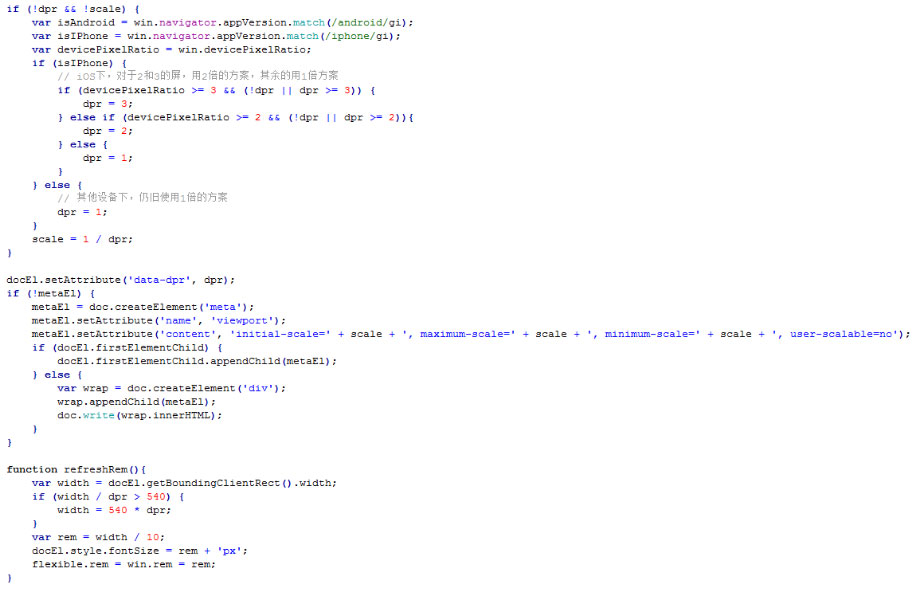 if (!dpr && !scale) {
    var isAndroid = win.navigator.appVersion.match(/android/gi);
    var isIPhone = win.navigator.appVersion.match(/iphone/gi);
    var devicePixelRatio = win.devicePixelRatio;
    if (isIPhone) {
        // iOS下，对于2和3的屏，用2倍的方案，其余的用1倍方案
        if (devicePixelRatio >= 3 && (!dpr || dpr >= 3)) {
            dpr = 3;
        } else if (devicePixelRatio >= 2 && (!dpr || dpr >= 2)){
            dpr = 2;
        } else {
            dpr = 1;
        }
    } else {
        // 其他设备下，仍旧使用1倍的方案
        dpr = 1;
    }
    scale = 1 / dpr;
}

docEl.setAttribute('data-dpr', dpr);
if (!metaEl) {
    metaEl = doc.createElement('meta');
    metaEl.setAttribute('name', 'viewport');
    metaEl.setAttribute('content', 'initial-scale=' + scale + ', maximum-scale=' + scale + ', minimum-scale=' + scale + ', user-scalable=no');
    if (docEl.firstElementChild) {
        docEl.firstElementChild.appendChild(metaEl);
    } else {
        var wrap = doc.createElement('div');
        wrap.appendChild(metaEl);
        doc.write(wrap.innerHTML);
    }
}

function refreshRem(){
    var width = docEl.getBoundingClientRect().width;
    if (width / dpr > 540) {
        width = 540 * dpr;
    }
    var rem = width / 10;
    docEl.style.fontSize = rem + 'px';
    flexible.rem = win.rem = rem;
}